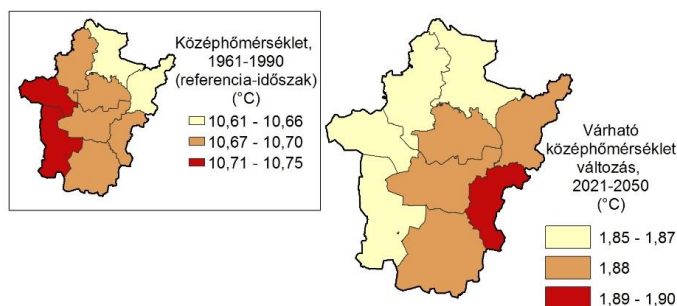 Középhőmérséklet,
1961-1990
(referencia-időszak)
(°C)
10,61 - 10,66
10,67 - 10,70
10,71 - 10,75
Várható
középhőmérséklet
változás,
2021-2050
(°C)
1,85 - 1,87
1,88
1,89 - 1,90